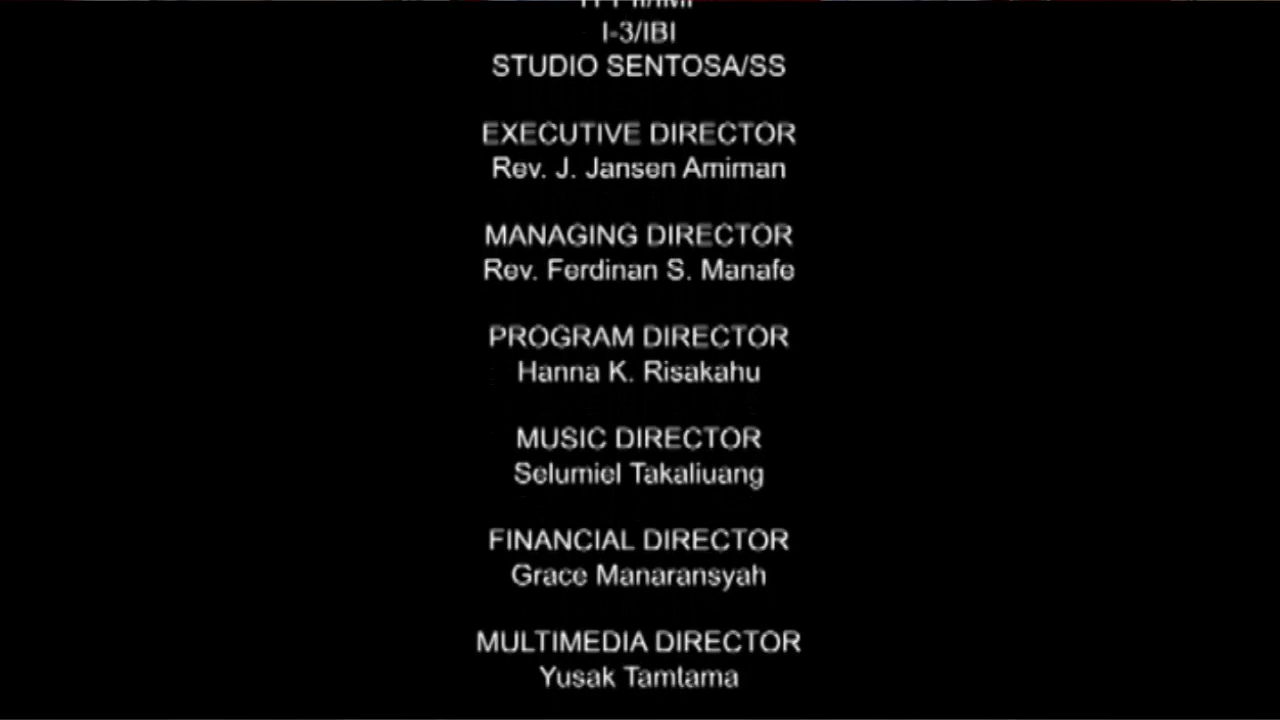 I-3/IBI
STUDIO SENTOSA/SS
EXECUTIVE DIRECTOR
Rev. J. Jansen Amiman
MANAGING DIRECTOR
Rev. Ferdinan S. Manafe
PROGRAM DIRECTOR
Hanna K. Risakahu
MUSIC DIRECTOR
Selumiel Takaliuang
FINANCIAL DIRECTOR
Grace Manaransyah
MULTIMEDIA DIRECTOR
Yusak Tamtama